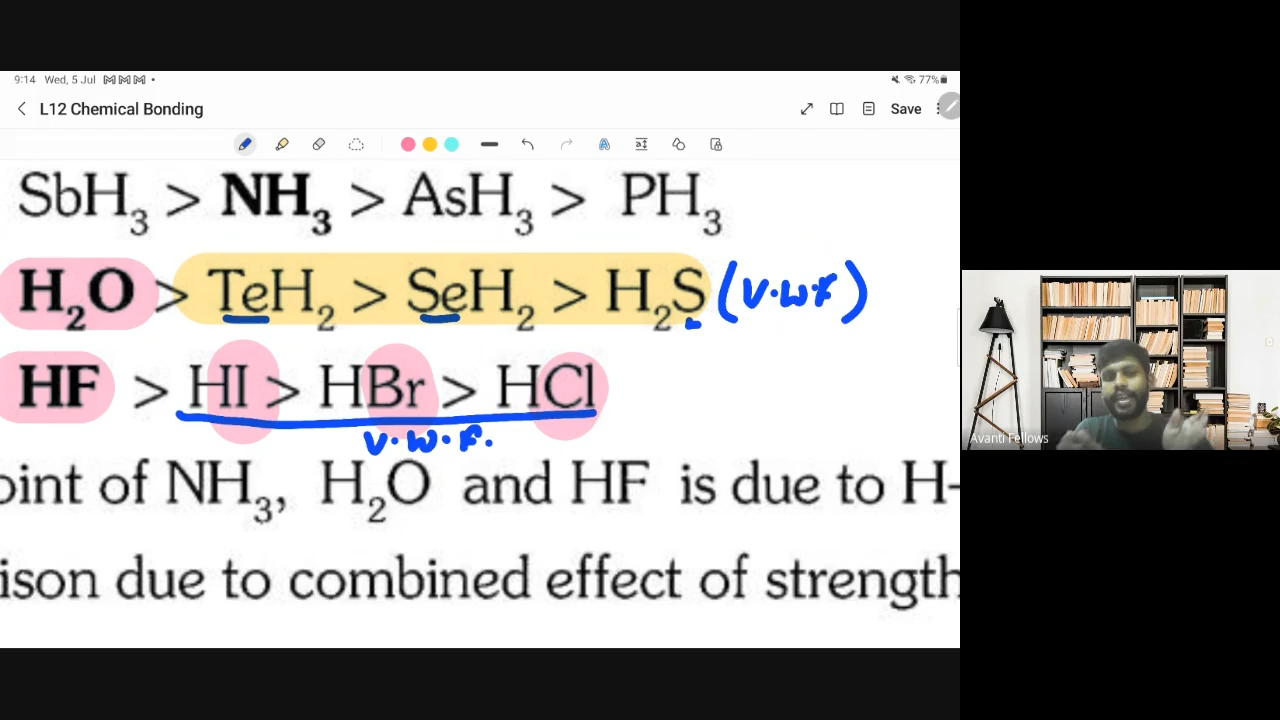 9:14 Wed, 5 Jul M M M • 77%
L12 Chemical Bonding Save
SbH₃ > NH₃ > AsH₃ > PH₃
H₂O > TeH₂ > SeH₂ > H₂S (V.W.F)
HF > HI > HBr > HCl
V.W.F.
oint of NH₃, H₂O and HF is due to H-
ison due to combined effect of strength
Avanti Fellows